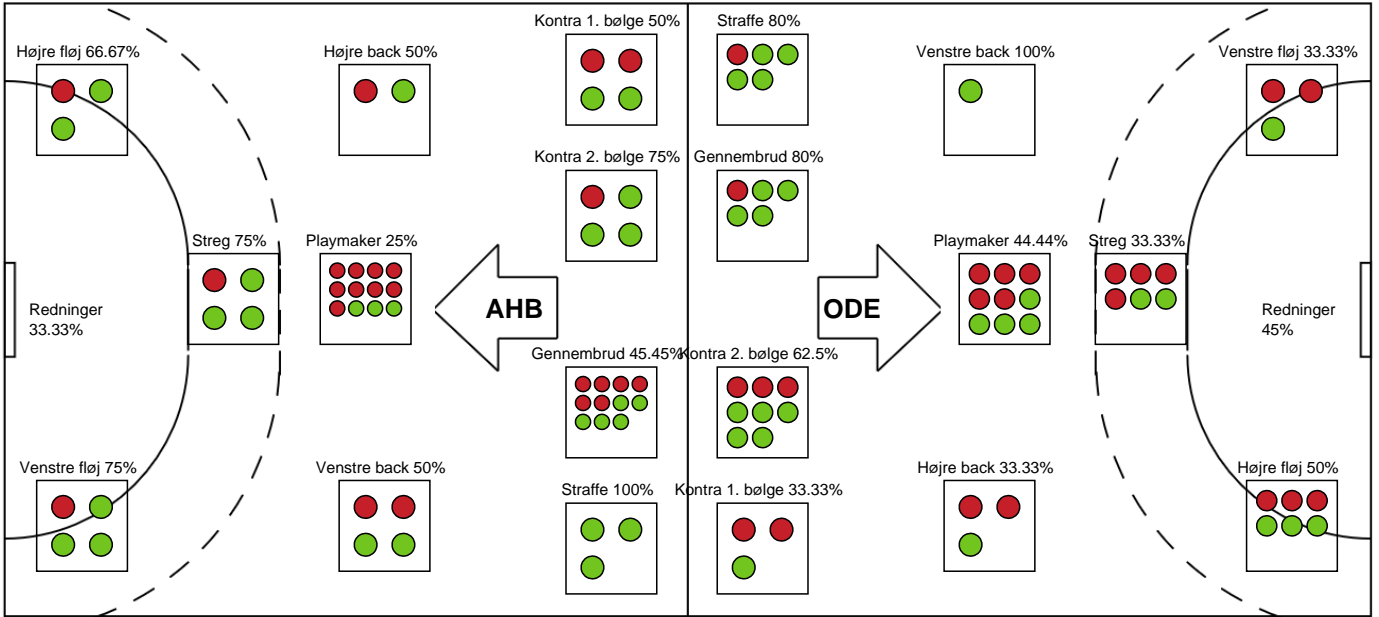 Kontra 1. bølge 50%
Straffe 80%
Højre fløj 66.67%
Højre back 50%
Venstre back 100%
Venstre fløj 33.33%
Kontra 2. bølge 75%
Gennembrud 80%
Streg 75%
Playmaker 25%
Playmaker 44.44%
Streg 33.33%
Redninger
33.33%
AHB
ODE
Redninger
45%
Gennembrud 45.45%
Kontra 2. bølge 62.5%
Venstre fløj 75%
Venstre back 50%
Højre back 33.33%
Højre fløj 50%
Straffe 100%
Kontra 1. bølge 33.33%